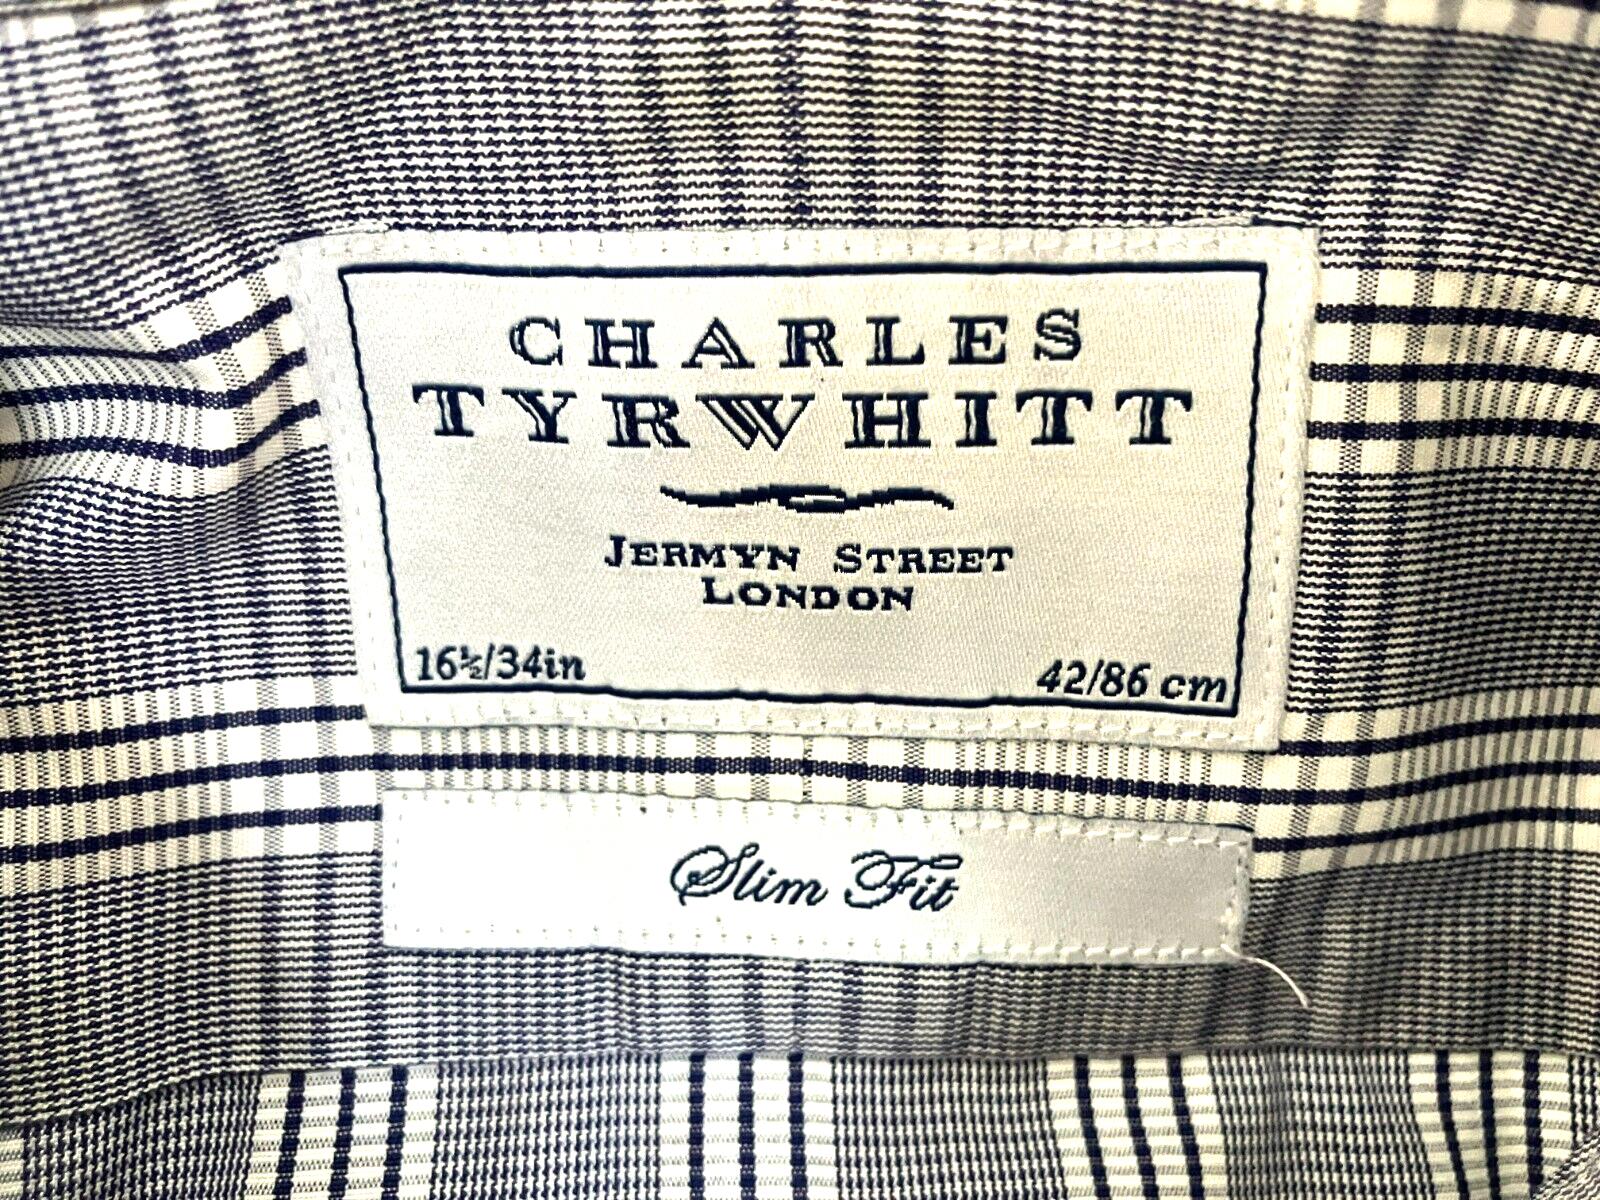 CHARLES
TYRWHITT
JERMYN STREET
LONDON
16½/34in
42/86 cm
Slim Fit